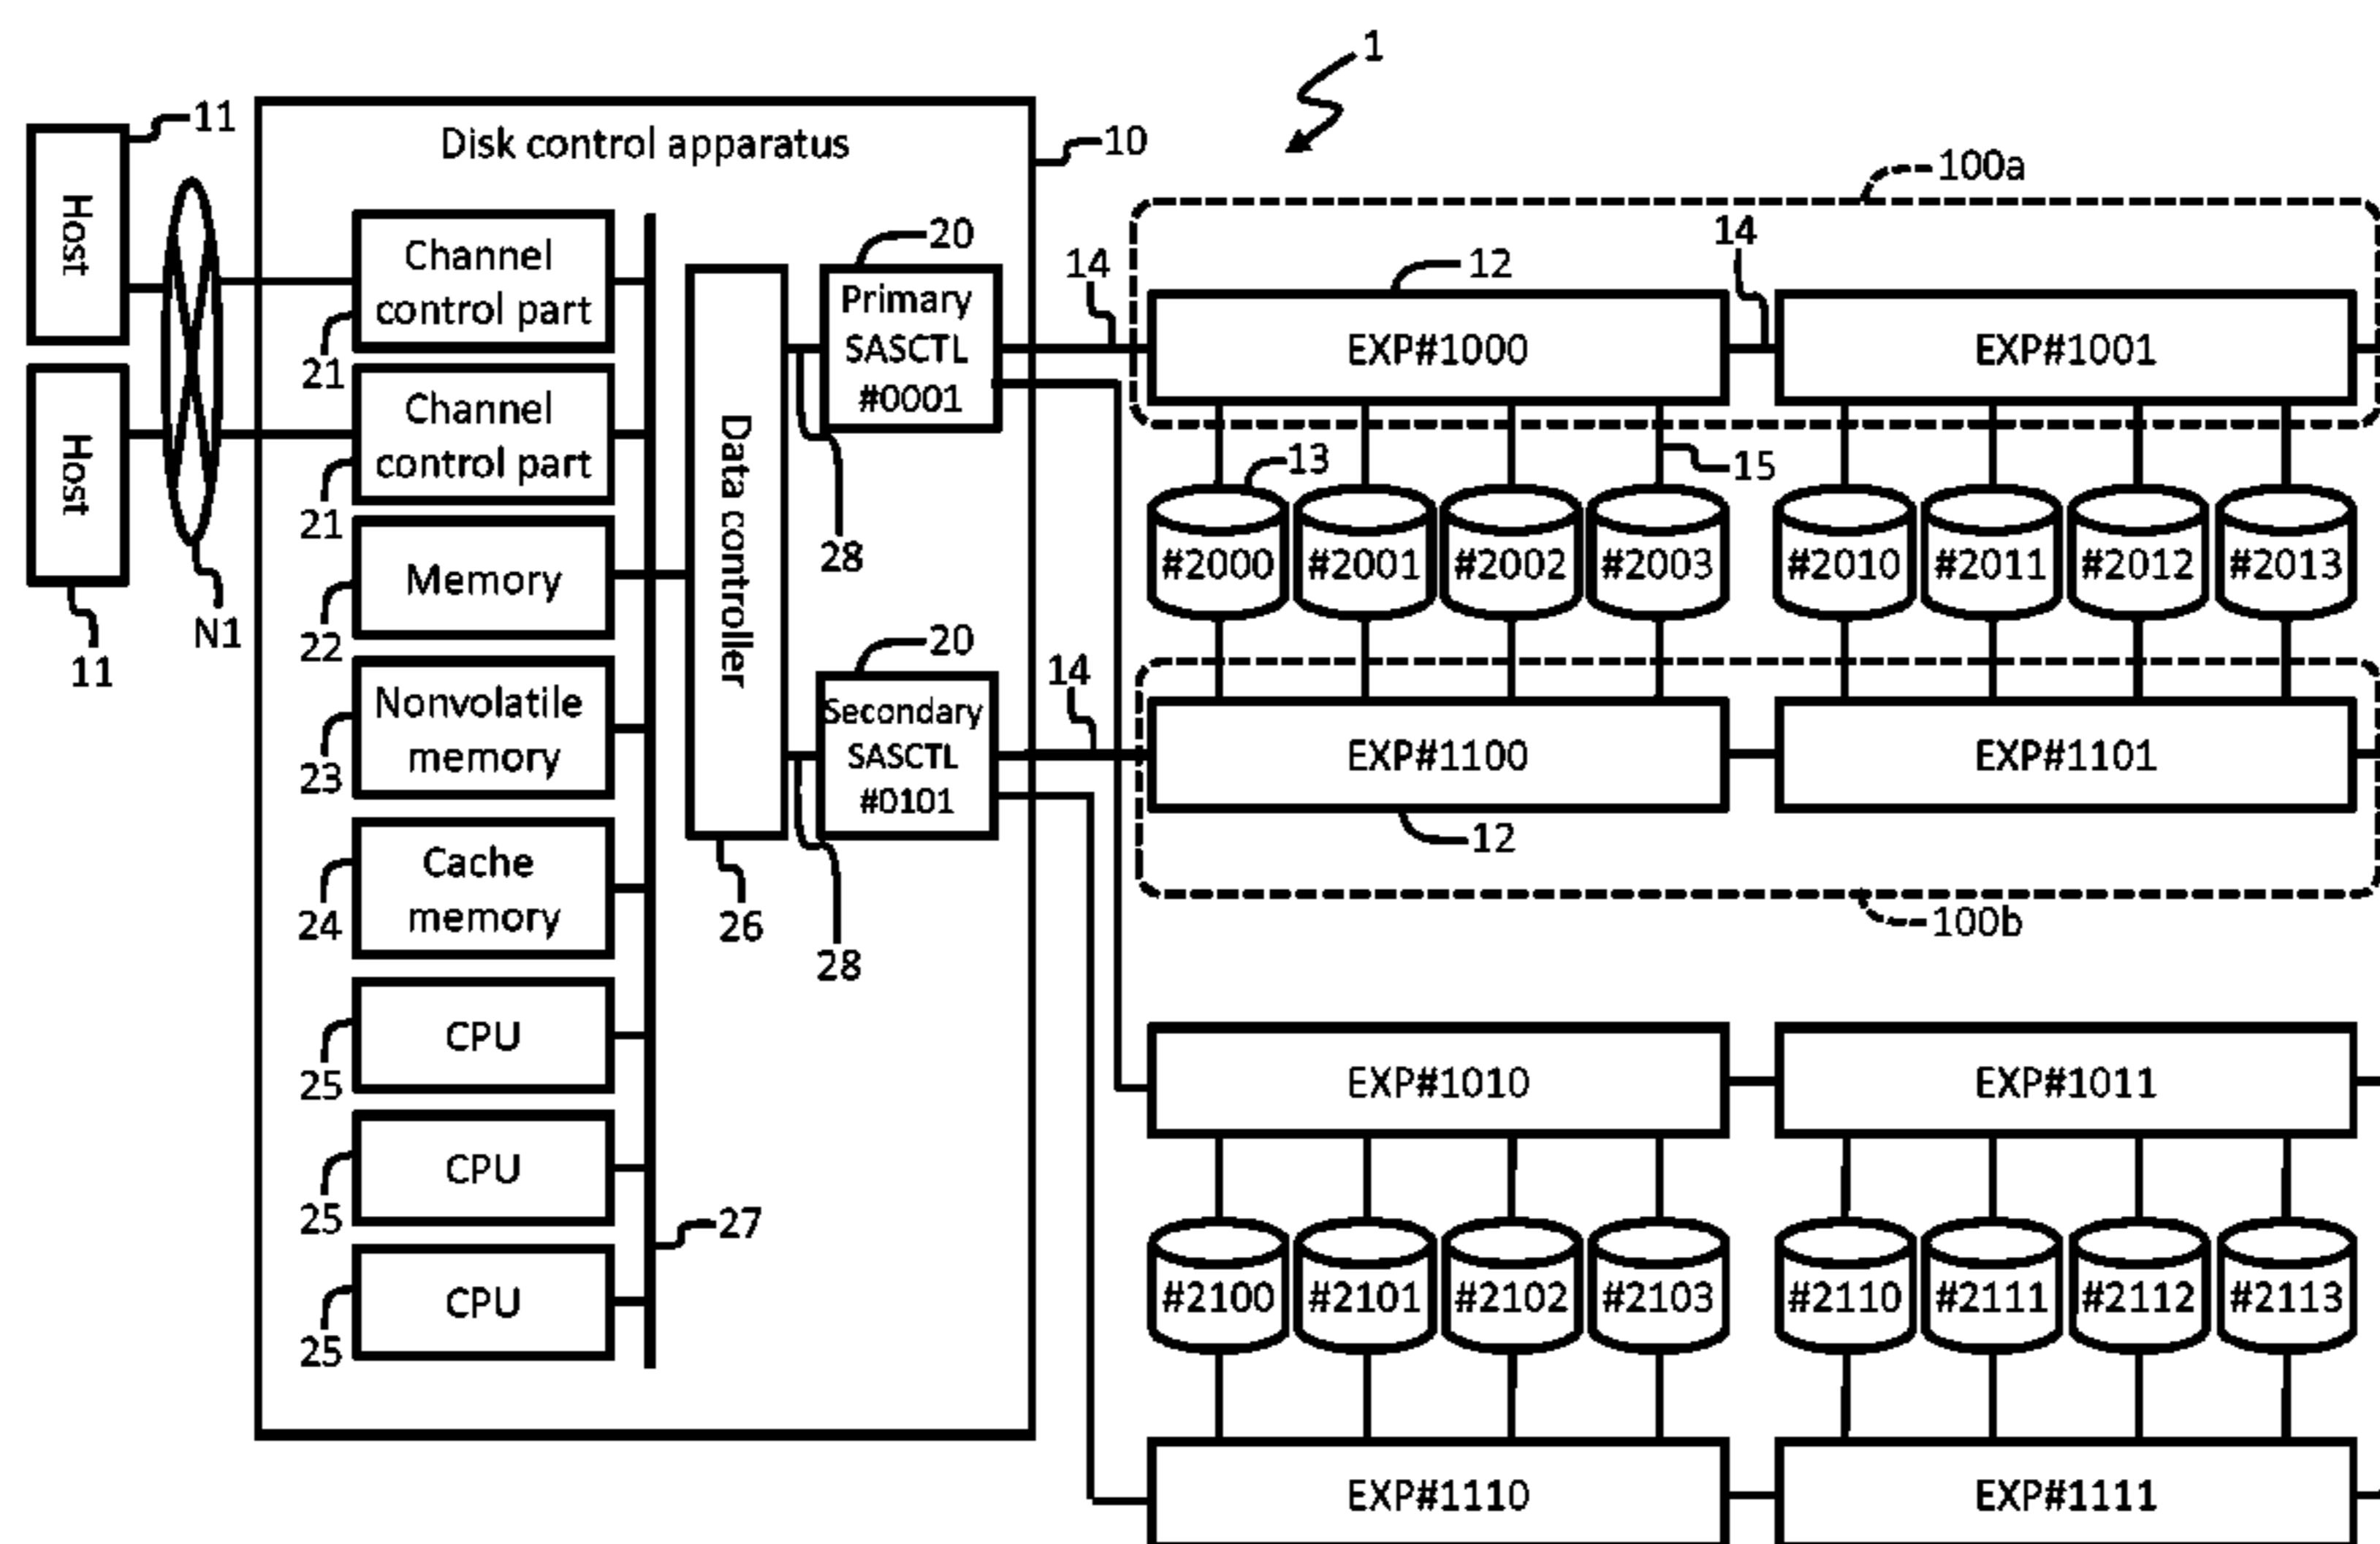 1
11
Host
Host
11
N1
Disk control apparatus
10
Channel
control part
21
Channel
control part
21
Memory
22
Nonvolatile
memory
23
Cache
memory
24
CPU
25
CPU
25
CPU
25
27
Data controller
26
20
Primary
SASCTL
#0001
28
20
Secondary
SASCTL
#0101
28
14
100a
12
14
EXP#1000
EXP#1001
13
15
#2000
#2001
#2002
#2003
#2010
#2011
#2012
#2013
14
EXP#1100
EXP#1101
12
100b
EXP#1010
EXP#1011
#2100
#2101
#2102
#2103
#2110
#2111
#2112
#2113
EXP#1110
EXP#1111